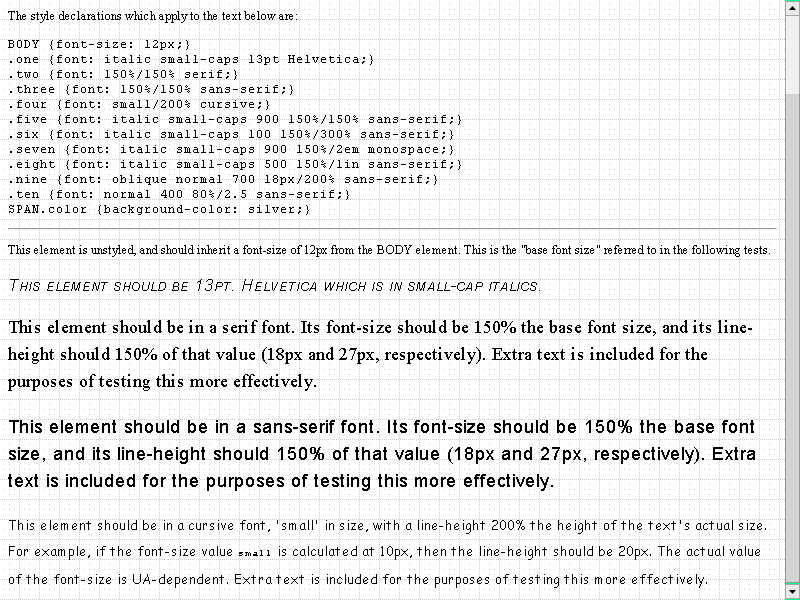 The style declarations which apply to the text below are:
BODY {font-size: 12px;}
.one {font: italic small-caps 13pt Helvetica;}
.two {font: 150%/150% serif;}
.three {font: 150%/150% sans-serif;}
.four {font: small/200% cursive;}
.five {font: italic small-caps 900 150%/150% sans-serif;}
.six {font: italic small-caps 100 150%/300% sans-serif;}
.seven {font: italic small-caps 900 150%/2em monospace;}
.eight {font: italic small-caps 500 150%/1in sans-serif;}
.nine {font: oblique normal 700 18px/200% sans-serif;}
.ten {font: normal 400 80%/2.5 sans-serif;}
SPAN.color {background-color: silver;}
This element is unstyled, and should inherit a font-size of 12px from the BODY element. This is the "base font size" referred to in the following tests.
This element should be 13pt. Helvetica which is in small-cap italics.
This element should be in a serif font. Its font-size should be 150% the base font size, and its line-
height should 150% of that value (18px and 27px, respectively). Extra text is included for the
purposes of testing this more effectively.
This element should be in a sans-serif font. Its font-size should be 150% the base font
size, and its line-height should 150% of that value (18px and 27px, respectively). Extra
text is included for the purposes of testing this more effectively.
This element should be in a cursive font, 'small' in size, with a line-height 200% the height of the text's actual size.
For example, if the font-size value small is calculated at 10px, then the line-height should be 20px. The actual value
of the font-size is UA-dependent. Extra text is included for the purposes of testing this more effectively.